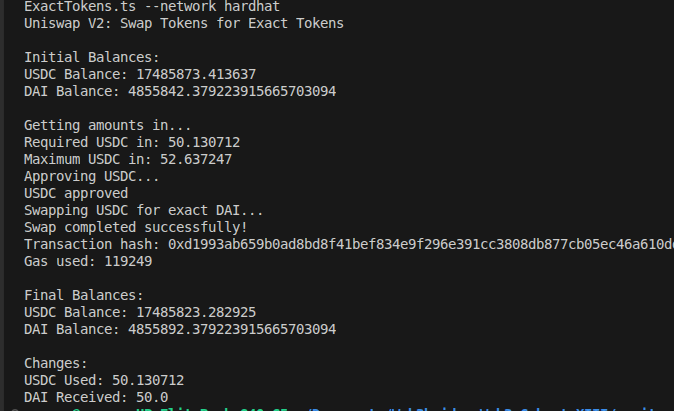 ExactTokens.ts --network hardhat
Uniswap V2: Swap Tokens for Exact Tokens
Initial Balances:
USDC Balance: 17485873.413637
DAI Balance: 4855842.379223915665703094
Getting amounts in...
Required USDC in: 50.130712
Maximum USDC in: 52.637247
Approving USDC...
USDC approved
Swapping USDC for exact DAI...
Swap completed successfully!
Transaction hash: 0xd1993ab659b0ad8bd8f41bef834e9f296e391cc3808db877cb05ec46a610d
Gas used: 119249
Final Balances:
USDC Balance: 17485823.282925
DAI Balance: 4855892.379223915665703094
Changes:
USDC Used: 50.130712
DAI Received: 50.0